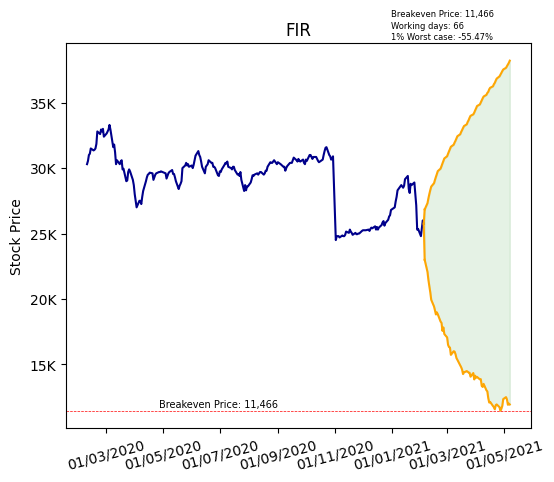 Breakeven Price: 11,466
Working days: 66
1% Worst case: -55.47%
FIR
Stock Price
35K
30K
25K
20K
15K
Breakeven Price: 11,466
01/03/2020
01/05/2020
01/07/2020
01/09/2020
01/11/2020
01/01/2021
01/03/2021
01/05/2021